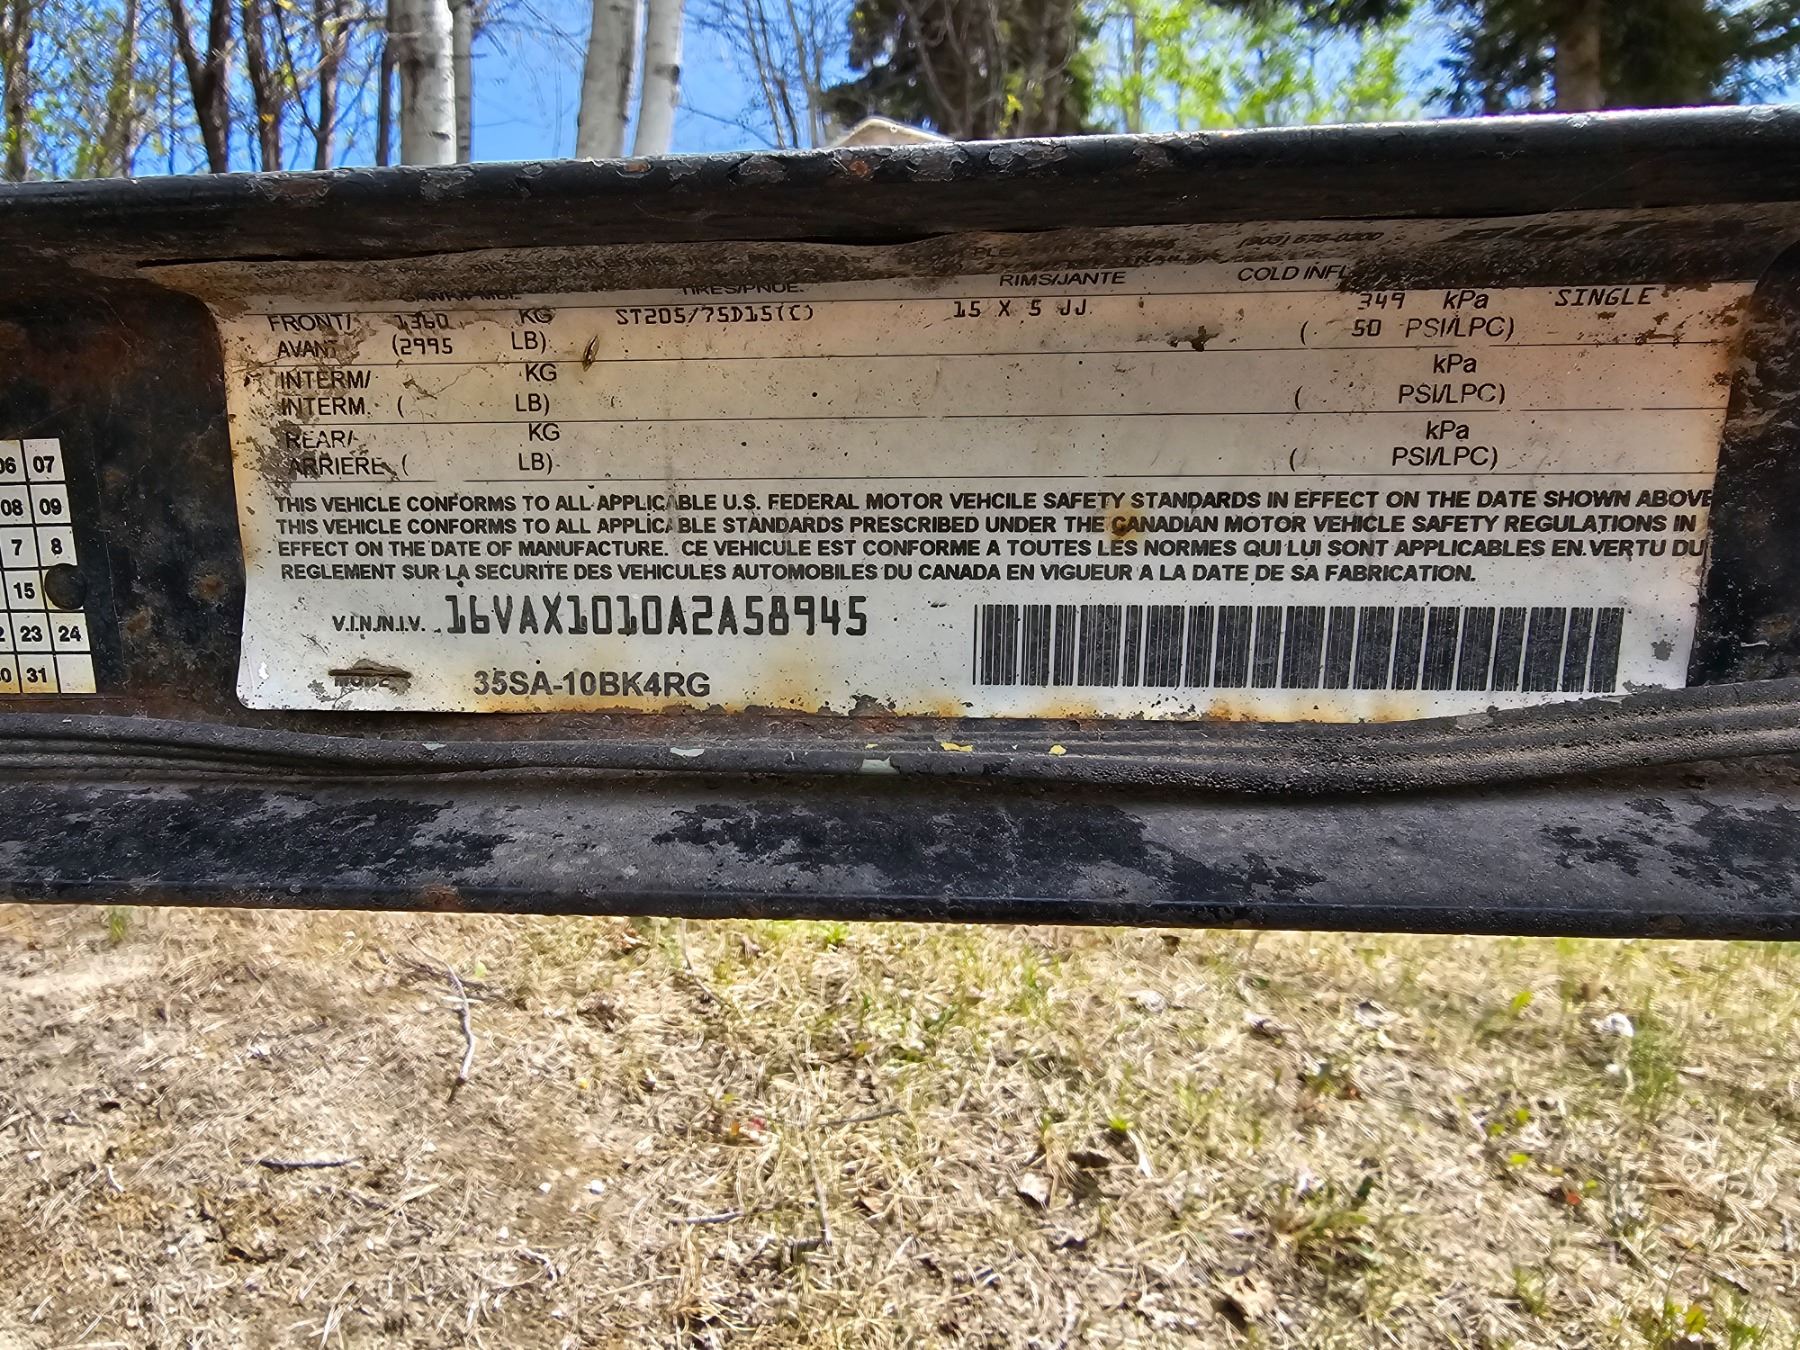 (903) 575-0300
RIMS/JANTE COLD INFL
FRONT/ 1360 KG ST205/75D15(C) 15 X 5 JJ 349 kPa SINGLE
AVANT (2995 LB) ( 50 PSI/LPC)
INTERM/ KG kPa
INTERM. ( LB) ( PSI/LPC)
REAR/ KG kPa
ARRIERE ( LB) ( PSI/LPC)
THIS VEHICLE CONFORMS TO ALL APPLICABLE U.S. FEDERAL MOTOR VEHCILE SAFETY STANDARDS IN EFFECT ON THE DATE SHOWN ABOVE
THIS VEHICLE CONFORMS TO ALL APPLICABLE STANDARDS PRESCRIBED UNDER THE CANADIAN MOTOR VEHICLE SAFETY REGULATIONS IN
EFFECT ON THE DATE OF MANUFACTURE. CE VEHICULE EST CONFORME A TOUTES LES NORMES QUI LUI SONT APPLICABLES EN VERTU DU
REGLEMENT SUR LA SECURITE DES VEHICULES AUTOMOBILES DU CANADA EN VIGUEUR A LA DATE DE SA FABRICATION.
V.I.N./N.I.V. 16VAX1010A2A58945
MODEL 35SA-10BK4RG
06 07
08 09
7 8
15
23 24
31